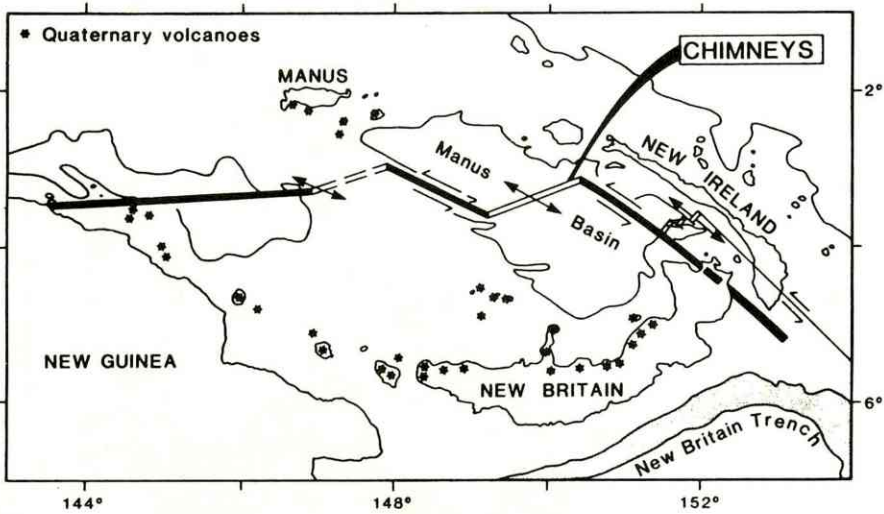 * Quaternary volcanoes
CHIMNEYS
MANUS
2°
NEW
IRELAND
Manus
Basin
NEW GUINEA
NEW BRITAIN
6°
New Britain Trench
144°
148°
152°